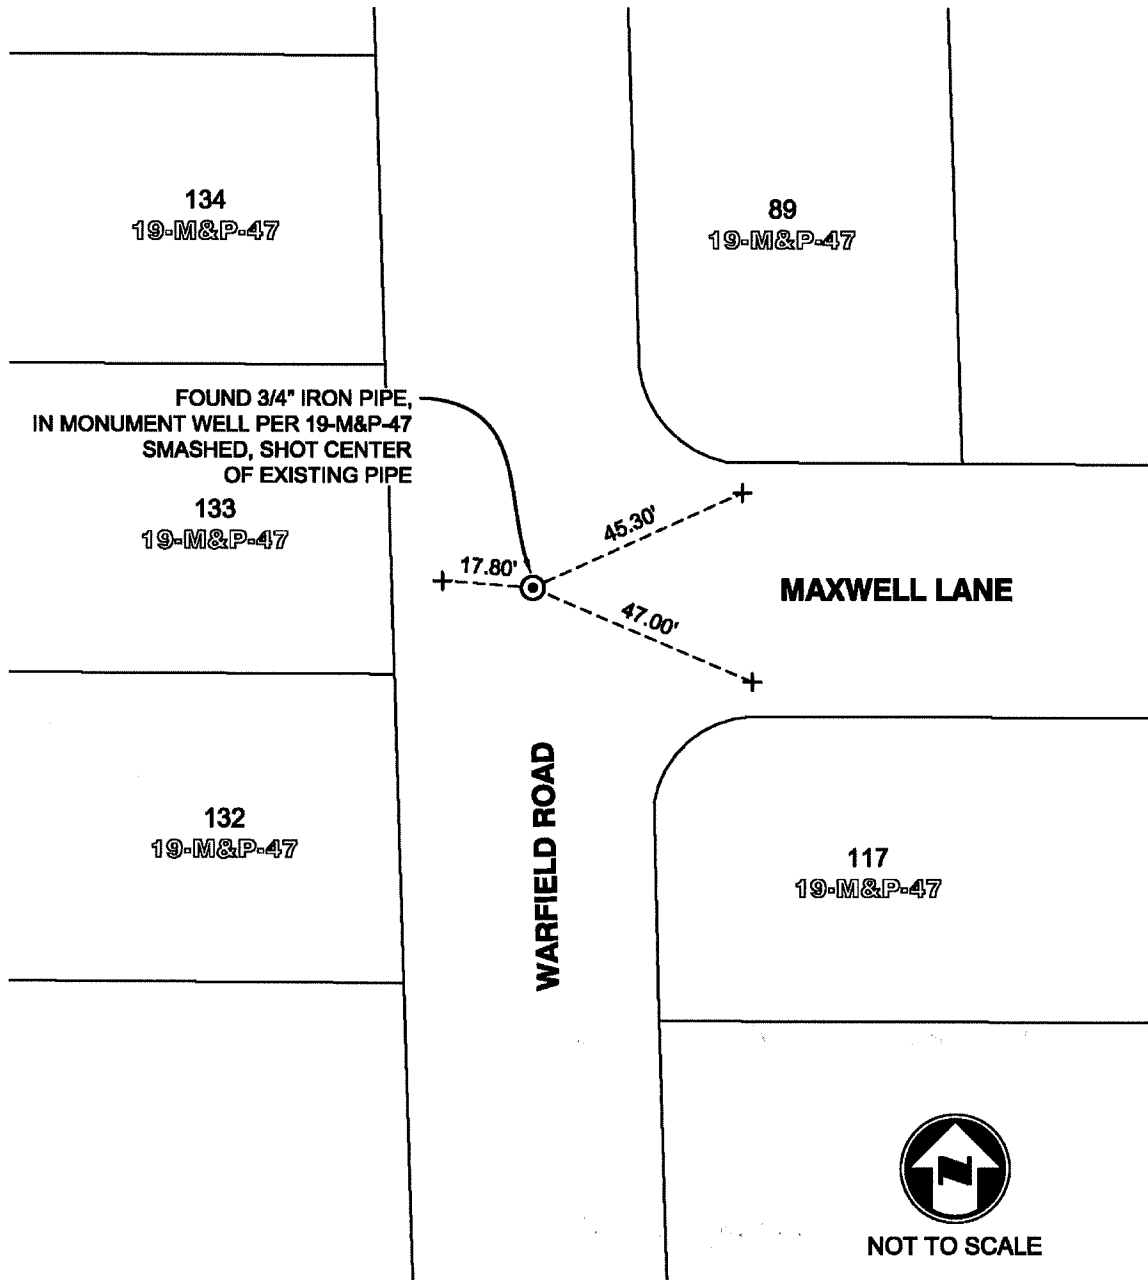 134
19-M&P-47
89
19-M&P-47
FOUND 3/4" IRON PIPE,
IN MONUMENT WELL PER 19-M&P-47
SMASHED, SHOT CENTER
OF EXISTING PIPE
133
19-M&P-47
45.30'
17.80'
47.00'
MAXWELL LANE
WARFIELD ROAD
132
19-M&P-47
117
19-M&P-47
N
NOT TO SCALE